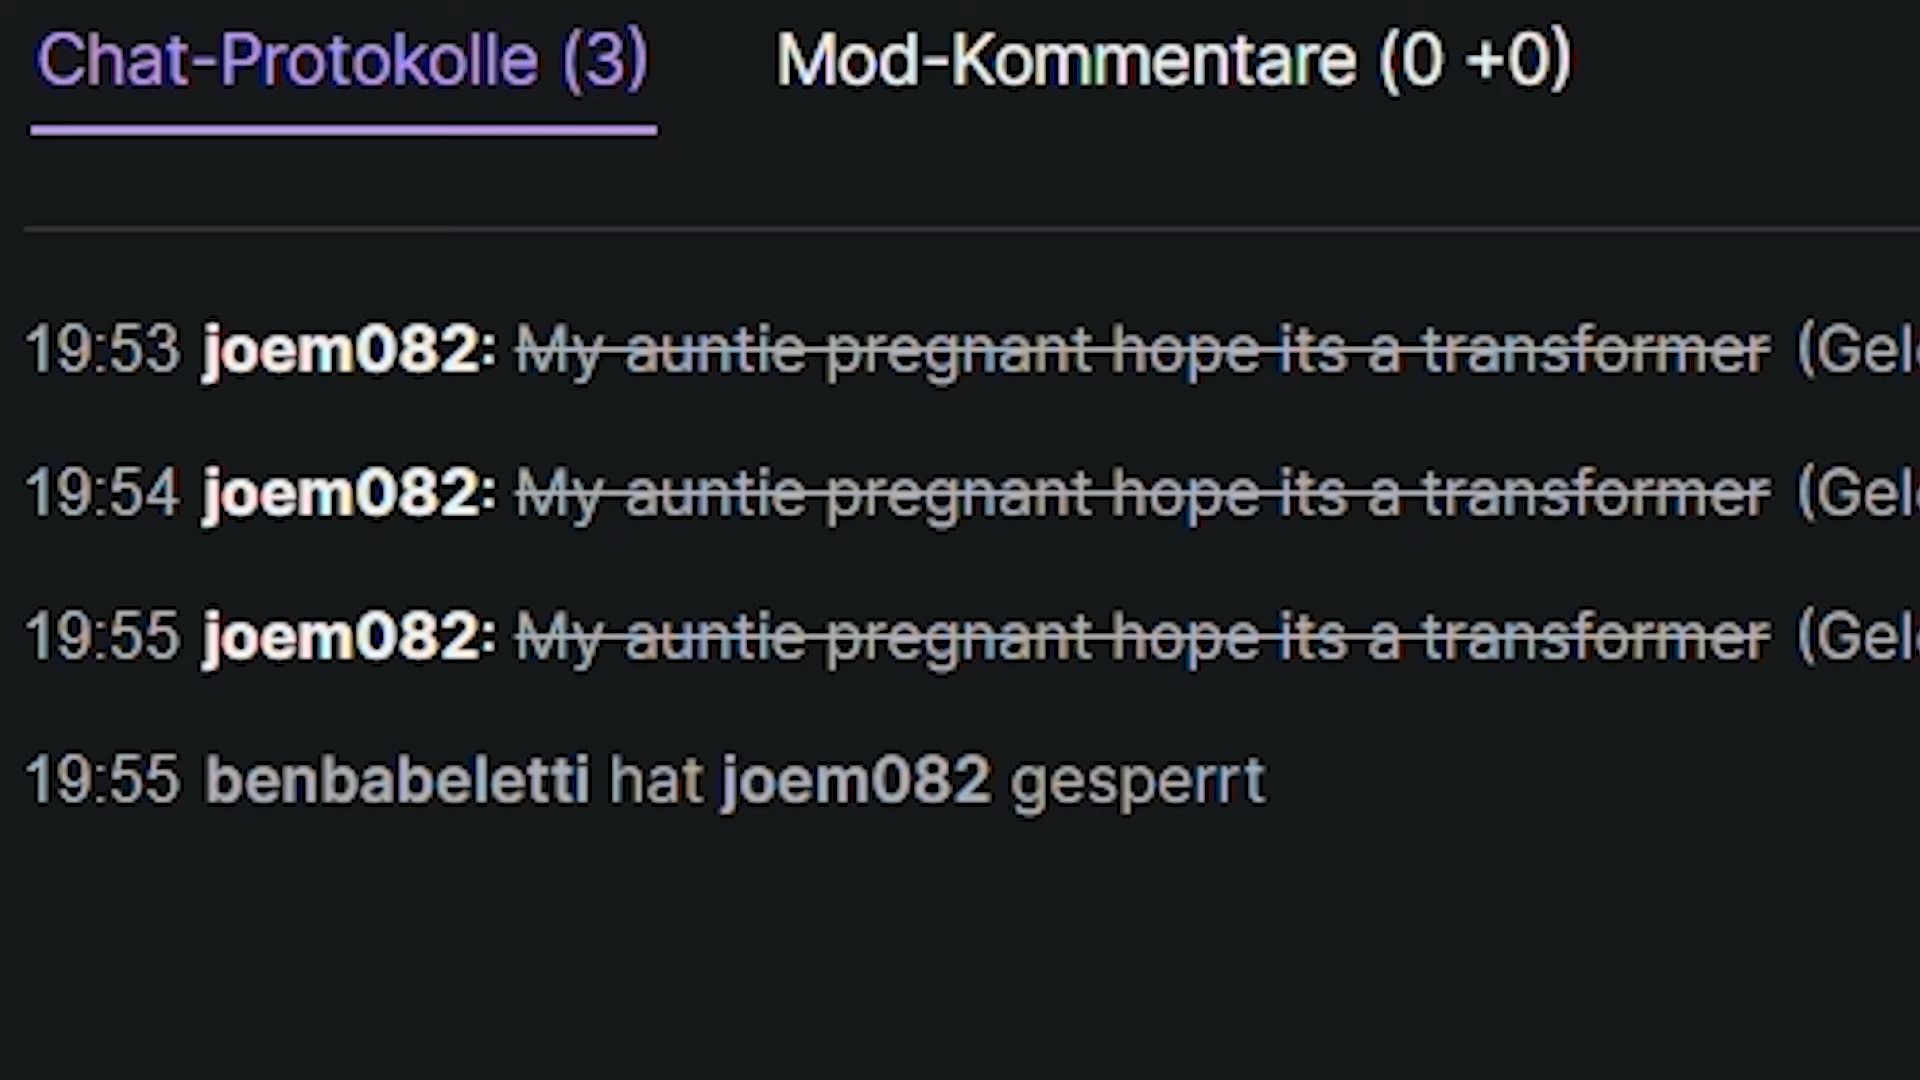 Chat-Protokolle (3) Mod-Kommentare (0 +0)
19:53 joem082: My auntie pregnant hope its a transformer
19:54 joem082: My auntie pregnant hope its a transformer
19:55 joem082: My auntie pregnant hope its a transformer
19:55 benbabeletti hat joem082 gesperrt